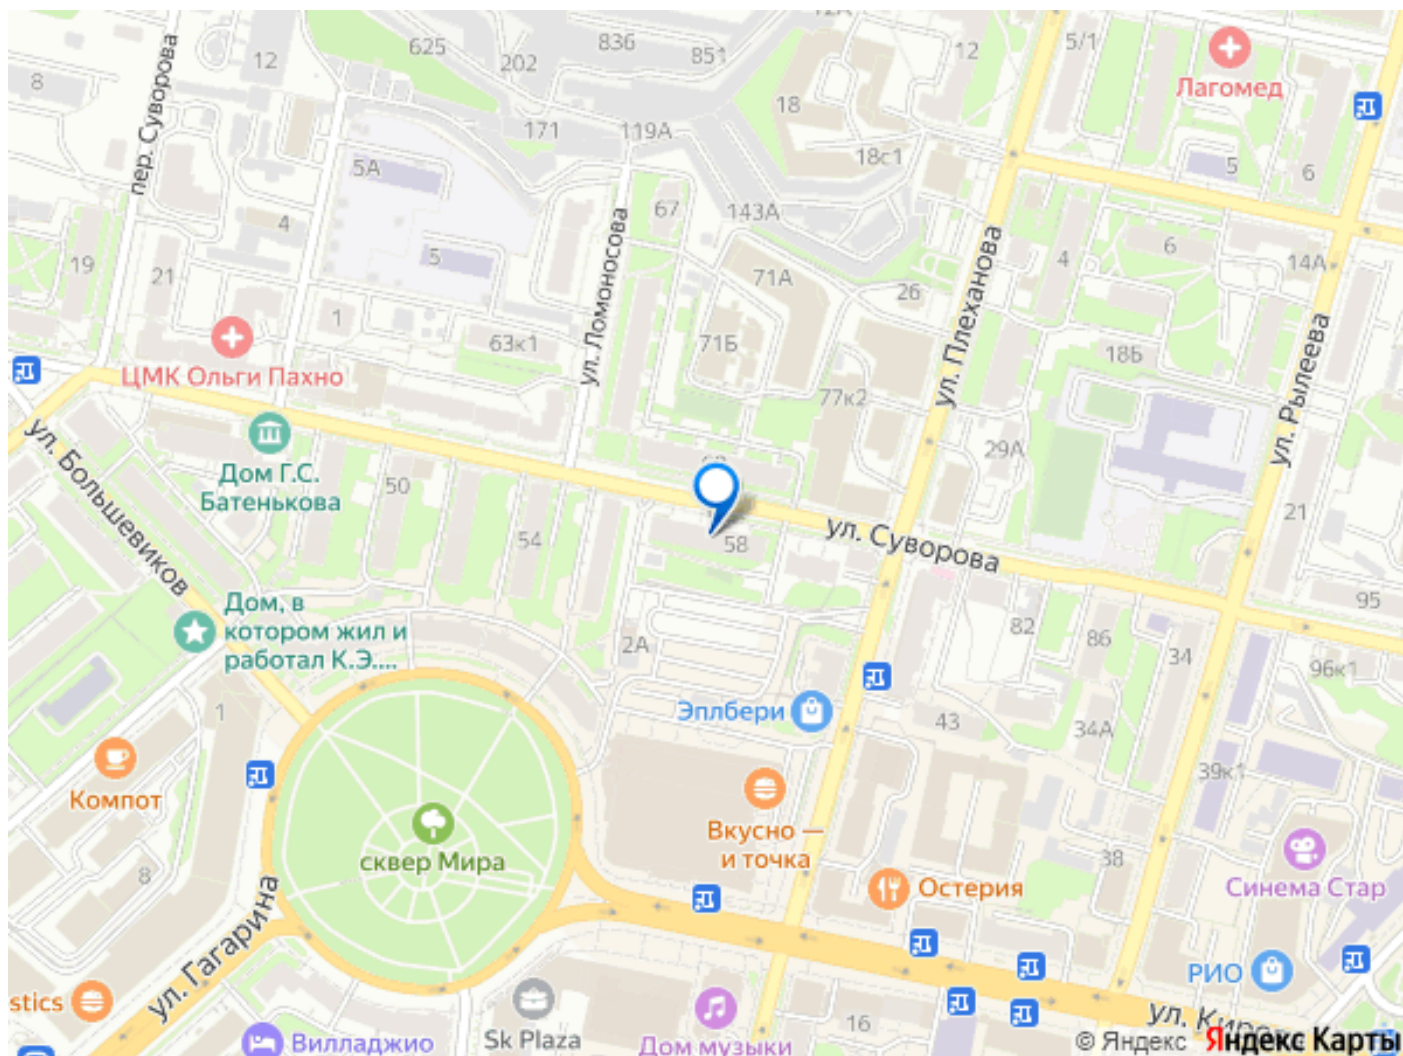 12А
836
625
202
851
12
5/1
Лагомед
12
8
пер. Суворова
18
171
119А
18с1
5А
5
6
67
143А
4
ул. Ломоносова
ул. Плеханова
6
4
14А
5
19
21
71А
26
1
63к1
71Б
18Б
ул. Рылеева
ЦМК Ольги Пахно
77к2
29А
Дом Г.С.
Батенькова
50
ул. Большевиков
54
58
ул. Суворова
21
95
Дом, в
котором жил и
работал К.Э....
2А
82
86
34
96к1
Эплбери
1
43
34А
39к1
Компот
Вкусно —
и точка
сквер Мира
38
8
Остерия
Синема Стар
ул. Гагарина
РИО
stics
Sk Plaza
Вилладжио
Дом музыки
16
© Яндекс Яндекс Карты